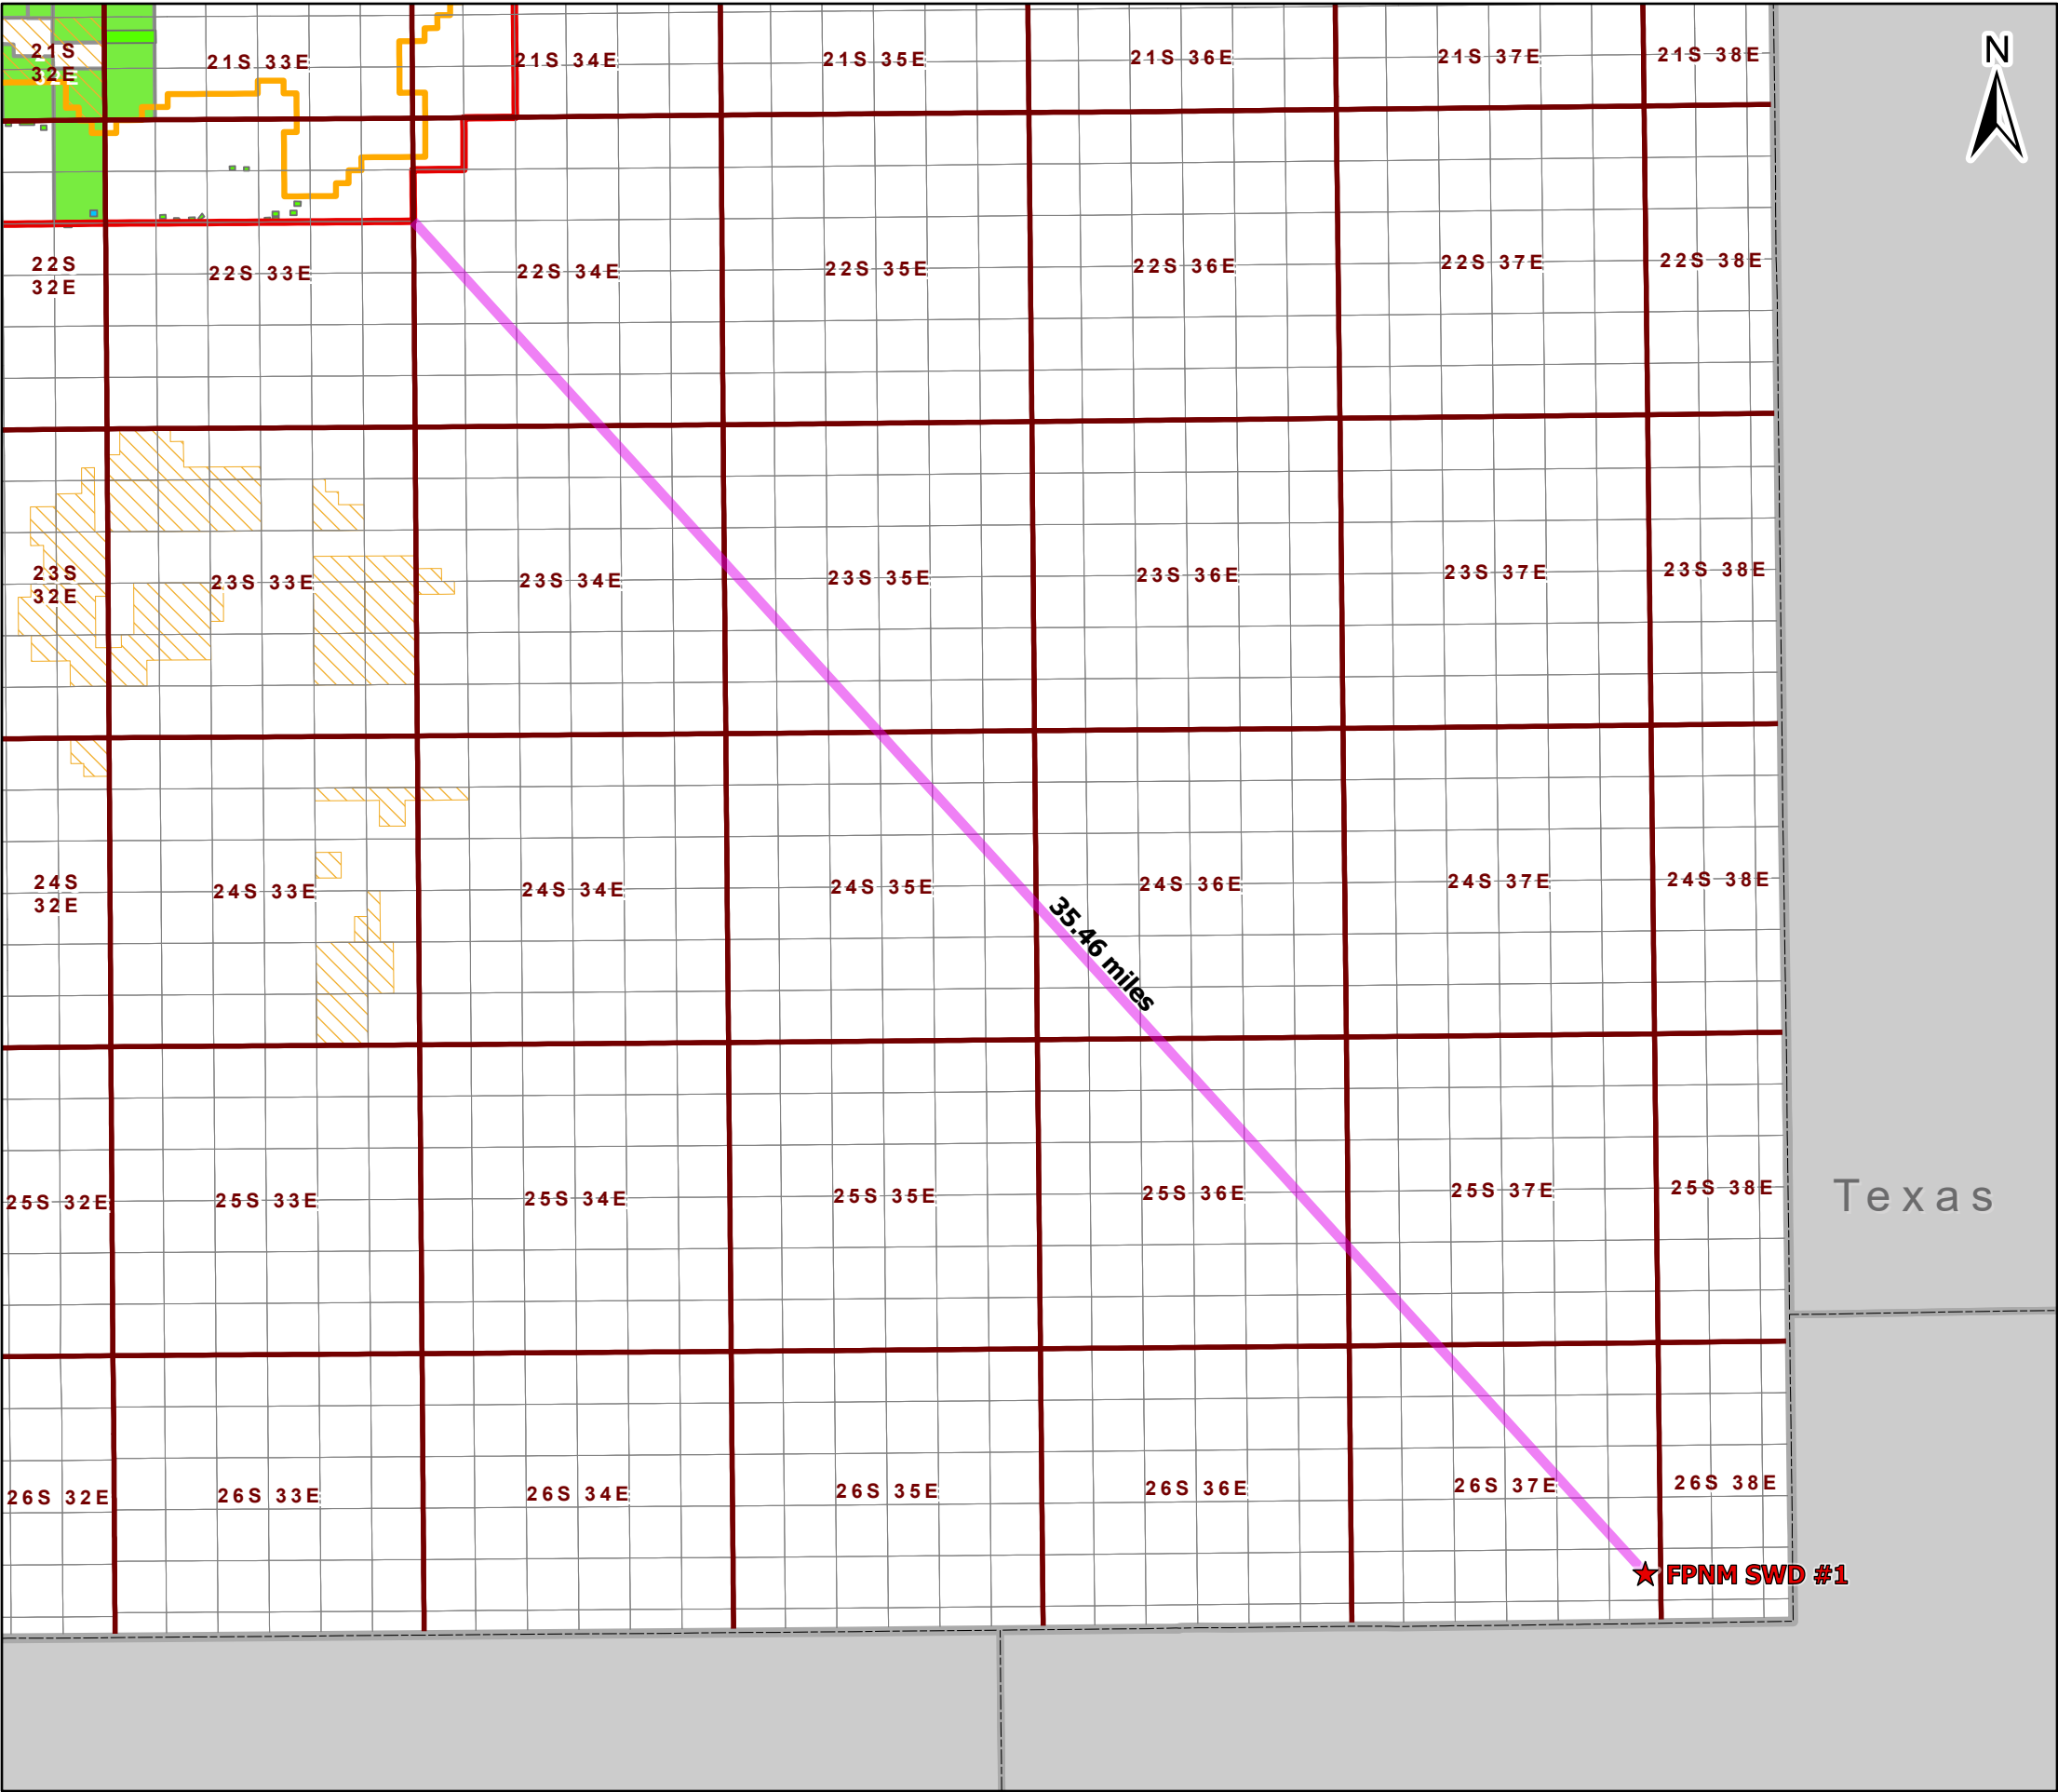 N
21S
32E
21S 33E
21S 34E
21S 35E
21S 36E
21S 37E
21S 38E
22S
32E
22S 33E
22S 34E
22S 35E
22S 36E
22S 37E
22S 38E
23S
32E
23S 33E
23S 34E
23S 35E
23S 36E
23S 37E
23S 38E
24S
32E
24S 33E
24S 34E
24S 35E
24S 36E
24S 37E
24S 38E
35.46 miles
25S 32E
25S 33E
25S 34E
25S 35E
25S 36E
25S 37E
25S 38E
Texas
26S 32E
26S 33E
26S 34E
26S 35E
26S 36E
26S 37E
26S 38E
FPNM SWD #1